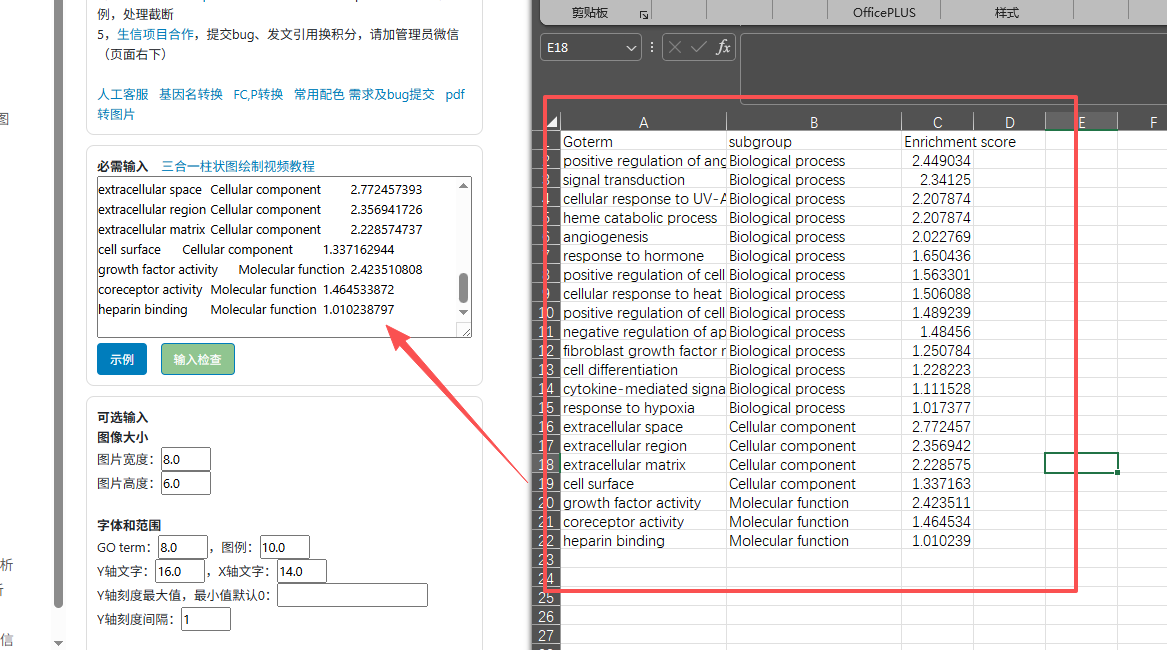 例，处理截断
5，生信项目合作，提交bug、发文引用换积分，请加管理员微信
（页面右下）
人工客服 基因名转换 FC,P转换 常用配色 需求及bug提交 pdf
转图片
图
必需输入 三合一柱状图绘制视频教程
extracellular space Cellular component 2.772457393
extracellular region Cellular component 2.356941726
extracellular matrix Cellular component 2.228574737
cell surface Cellular component 1.337162944
growth factor activity Molecular function 2.423510808
coreceptor activity Molecular function 1.464533872
heparin binding Molecular function 1.010238797
示例 输入检查
可选输入
图像大小
图片宽度： 8.0
图片高度： 6.0
字体和范围
GO term： 8.0 ，图例： 10.0
Y轴文字： 16.0 ，X轴文字： 14.0
Y轴刻度最大值，最小值默认0：
Y轴刻度间隔： 1
析
信
剪贴板 OfficePLUS 样式
E18 fx
A B C D E F
Goterm subgroup Enrichment score
2 positive regulation of ang Biological process 2.449034
3 signal transduction Biological process 2.34125
4 cellular response to UV-A Biological process 2.207874
5 heme catabolic process Biological process 2.207874
6 angiogenesis Biological process 2.022769
7 response to hormone Biological process 1.650436
8 positive regulation of cell Biological process 1.563301
9 cellular response to heat Biological process 1.506088
10 positive regulation of cell Biological process 1.489239
11 negative regulation of ap Biological process 1.48456
12 fibroblast growth factor r Biological process 1.250784
13 cell differentiation Biological process 1.228223
14 cytokine-mediated signa Biological process 1.111528
15 response to hypoxia Biological process 1.017377
16 extracellular space Cellular component 2.772457
17 extracellular region Cellular component 2.356942
18 extracellular matrix Cellular component 2.228575
19 cell surface Cellular component 1.337163
20 growth factor activity Molecular function 2.423511
21 coreceptor activity Molecular function 1.464534
22 heparin binding Molecular function 1.010239
23
24
25
26
27